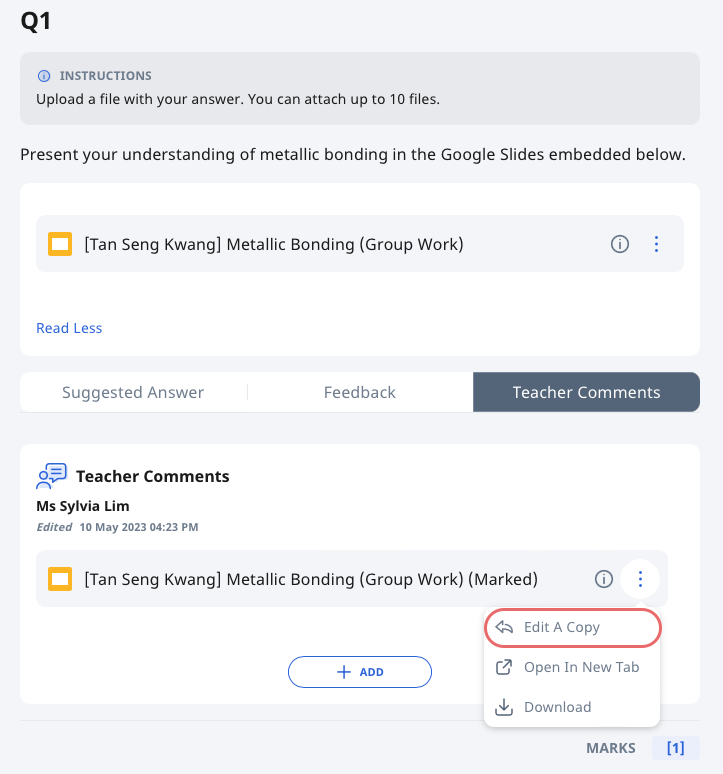 Q1
INSTRUCTIONS
Upload a file with your answer. You can attach up to 10 files.
Present your understanding of metallic bonding in the Google Slides embedded below.
[Tan Seng Kwang] Metallic Bonding (Group Work)
Read Less
Suggested Answer Feedback Teacher Comments
Teacher Comments
Ms Sylvia Lim
Edited 10 May 2023 04:23 PM
[Tan Seng Kwang] Metallic Bonding (Group Work) (Marked)
Edit A Copy
Open In New Tab
ADD
Download
MARKS [1]